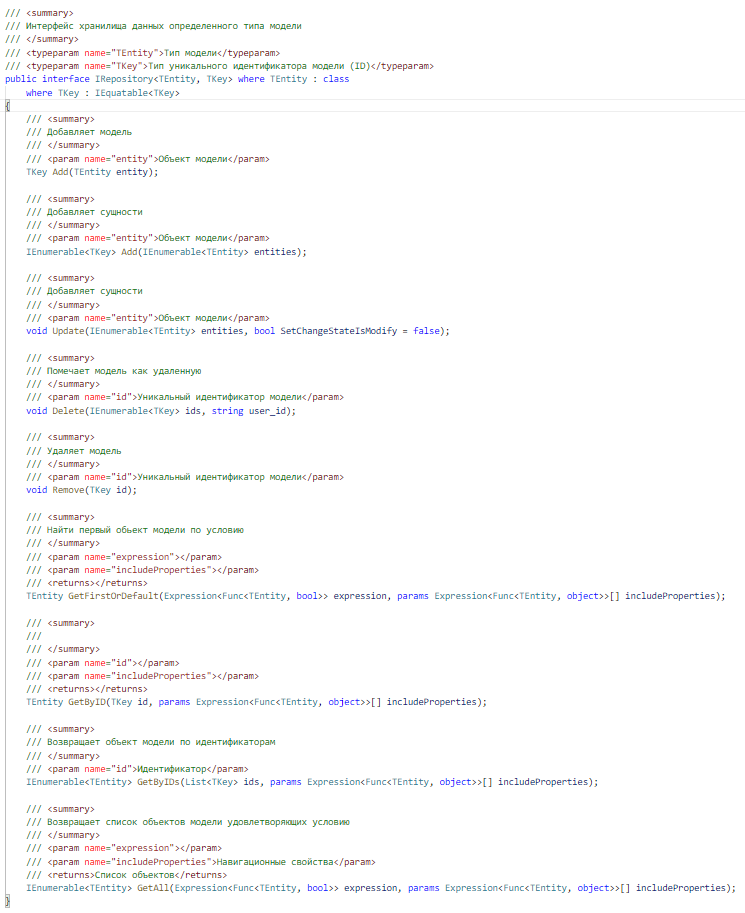 /// <summary>
/// Интерфейс хранилища данных определенного типа модели
/// </summary>
/// <typeparam name="TEntity">Тип модели</typeparam>
/// <typeparam name="TKey">Тип уникального идентификатора модели (ID)</typeparam>
public interface IRepository<TEntity, TKey> where TEntity : class
    where TKey : IEquatable<TKey>
{
    /// <summary>
    /// Добавляет модель
    /// </summary>
    /// <param name="entity">Объект модели</param>
    TKey Add(TEntity entity);

    /// <summary>
    /// Добавляет сущности
    /// </summary>
    /// <param name="entity">Объект модели</param>
    IEnumerable<TKey> Add(IEnumerable<TEntity> entities);

    /// <summary>
    /// Добавляет сущности
    /// </summary>
    /// <param name="entity">Объект модели</param>
    void Update(IEnumerable<TEntity> entities, bool SetChangeStateIsModify = false);

    /// <summary>
    /// Помечает модель как удаленную
    /// </summary>
    /// <param name="id">Уникальный идентификатор модели</param>
    void Delete(IEnumerable<TKey> ids, string user_id);

    /// <summary>
    /// Удаляет модель
    /// </summary>
    /// <param name="id">Уникальный идентификатор модели</param>
    void Remove(TKey id);

    /// <summary>
    /// Найти первый обьект модели по условию
    /// </summary>
    /// <param name="expression"></param>
    /// <param name="includeProperties"></param>
    /// <returns></returns>
    TEntity GetFirstOrDefault(Expression<Func<TEntity, bool>> expression, params Expression<Func<TEntity, object>>[] includeProperties);

    /// <summary>
    ///
    /// </summary>
    /// <param name="id"></param>
    /// <param name="includeProperties"></param>
    /// <returns></returns>
    TEntity GetByID(TKey id, params Expression<Func<TEntity, object>>[] includeProperties);

    /// <summary>
    /// Возвращает объект модели по идентификаторам
    /// </summary>
    /// <param name="id">Идентификатор</param>
    IEnumerable<TEntity> GetByIDs(List<TKey> ids, params Expression<Func<TEntity, object>>[] includeProperties);

    /// <summary>
    /// Возвращает список объектов модели удовлетворяющих условию
    /// </summary>
    /// <param name="expression"></param>
    /// <param name="includeProperties">Навигационные свойства</param>
    /// <returns>Список объектов</returns>
    IEnumerable<TEntity> GetAll(Expression<Func<TEntity, bool>> expression, params Expression<Func<TEntity, object>>[] includeProperties);
}